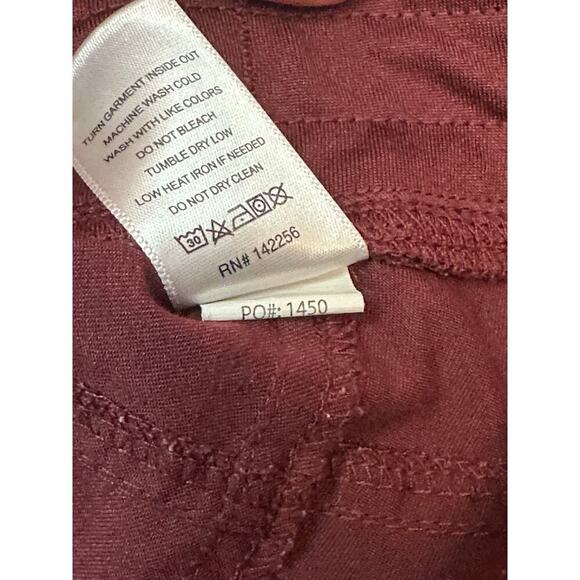 TURN GARMENT INSIDE OUT
MACHINE WASH COLD
WASH WITH LIKE COLORS
DO NOT BLEACH
TUMBLE DRY LOW
LOW HEAT IRON IF NEEDED
DO NOT DRY CLEAN
30
RN# 142256
PO#: 1450